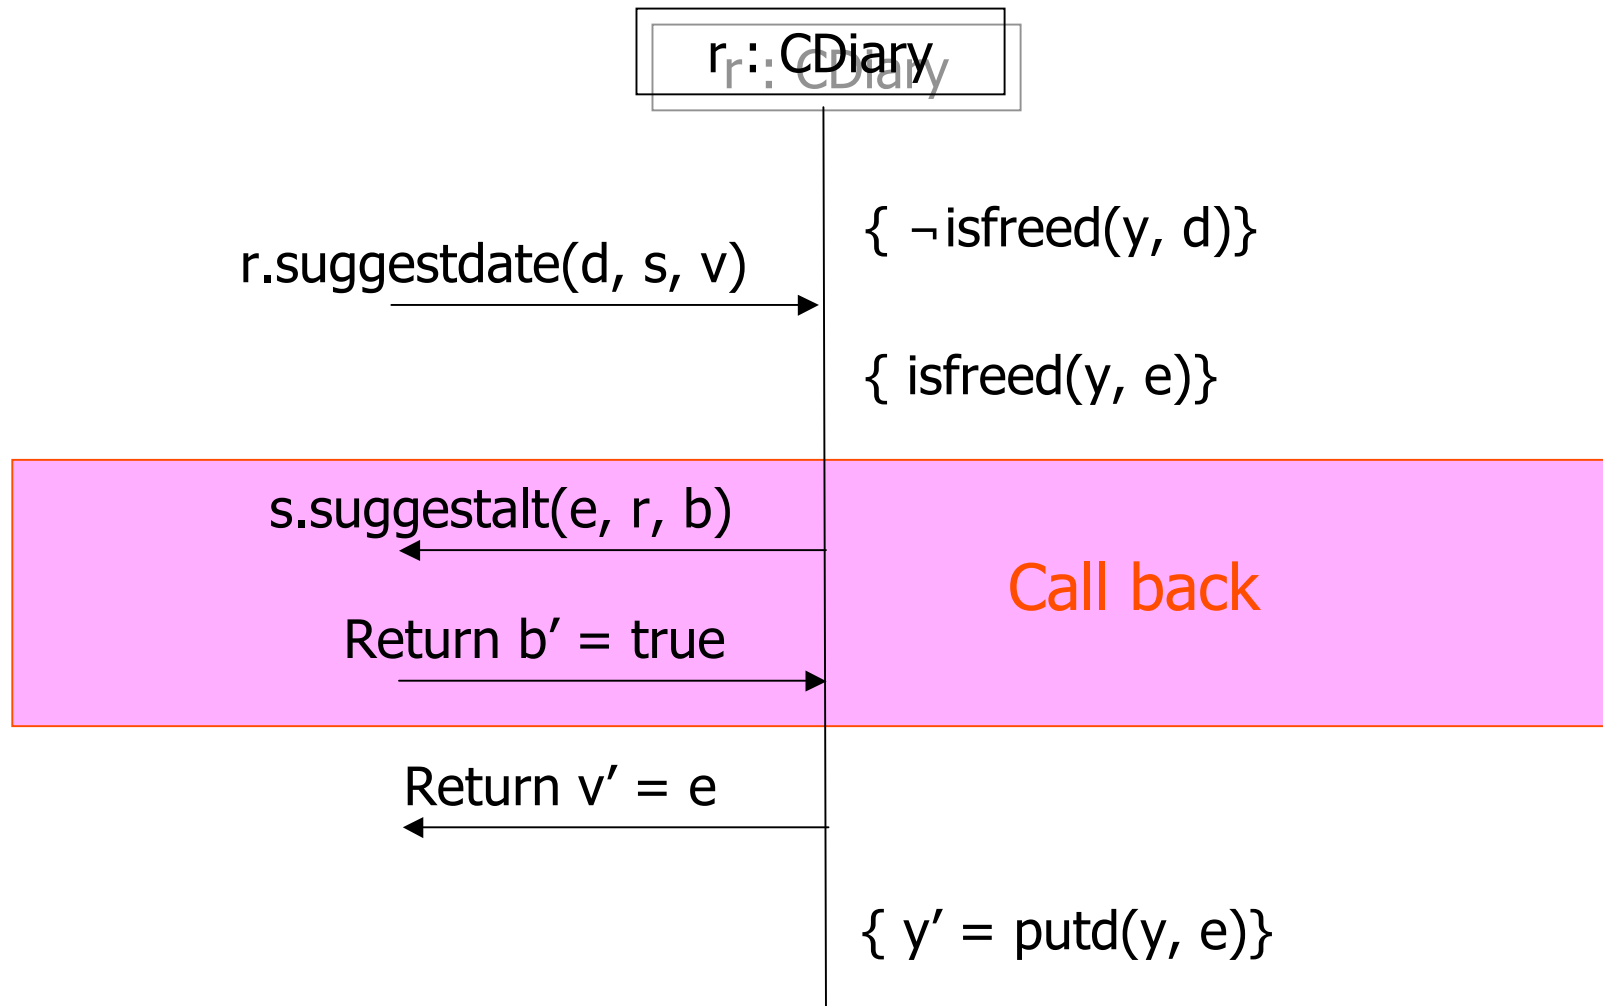 r : CDiary
{ ¬isfreed(y, d)}
r.suggestdate(d, s, v)
{ isfreed(y, e)}
s.suggestalt(e, r, b)
Call back
Return b′ = true
Return v′ = e
{ y′ = putd(y, e)}